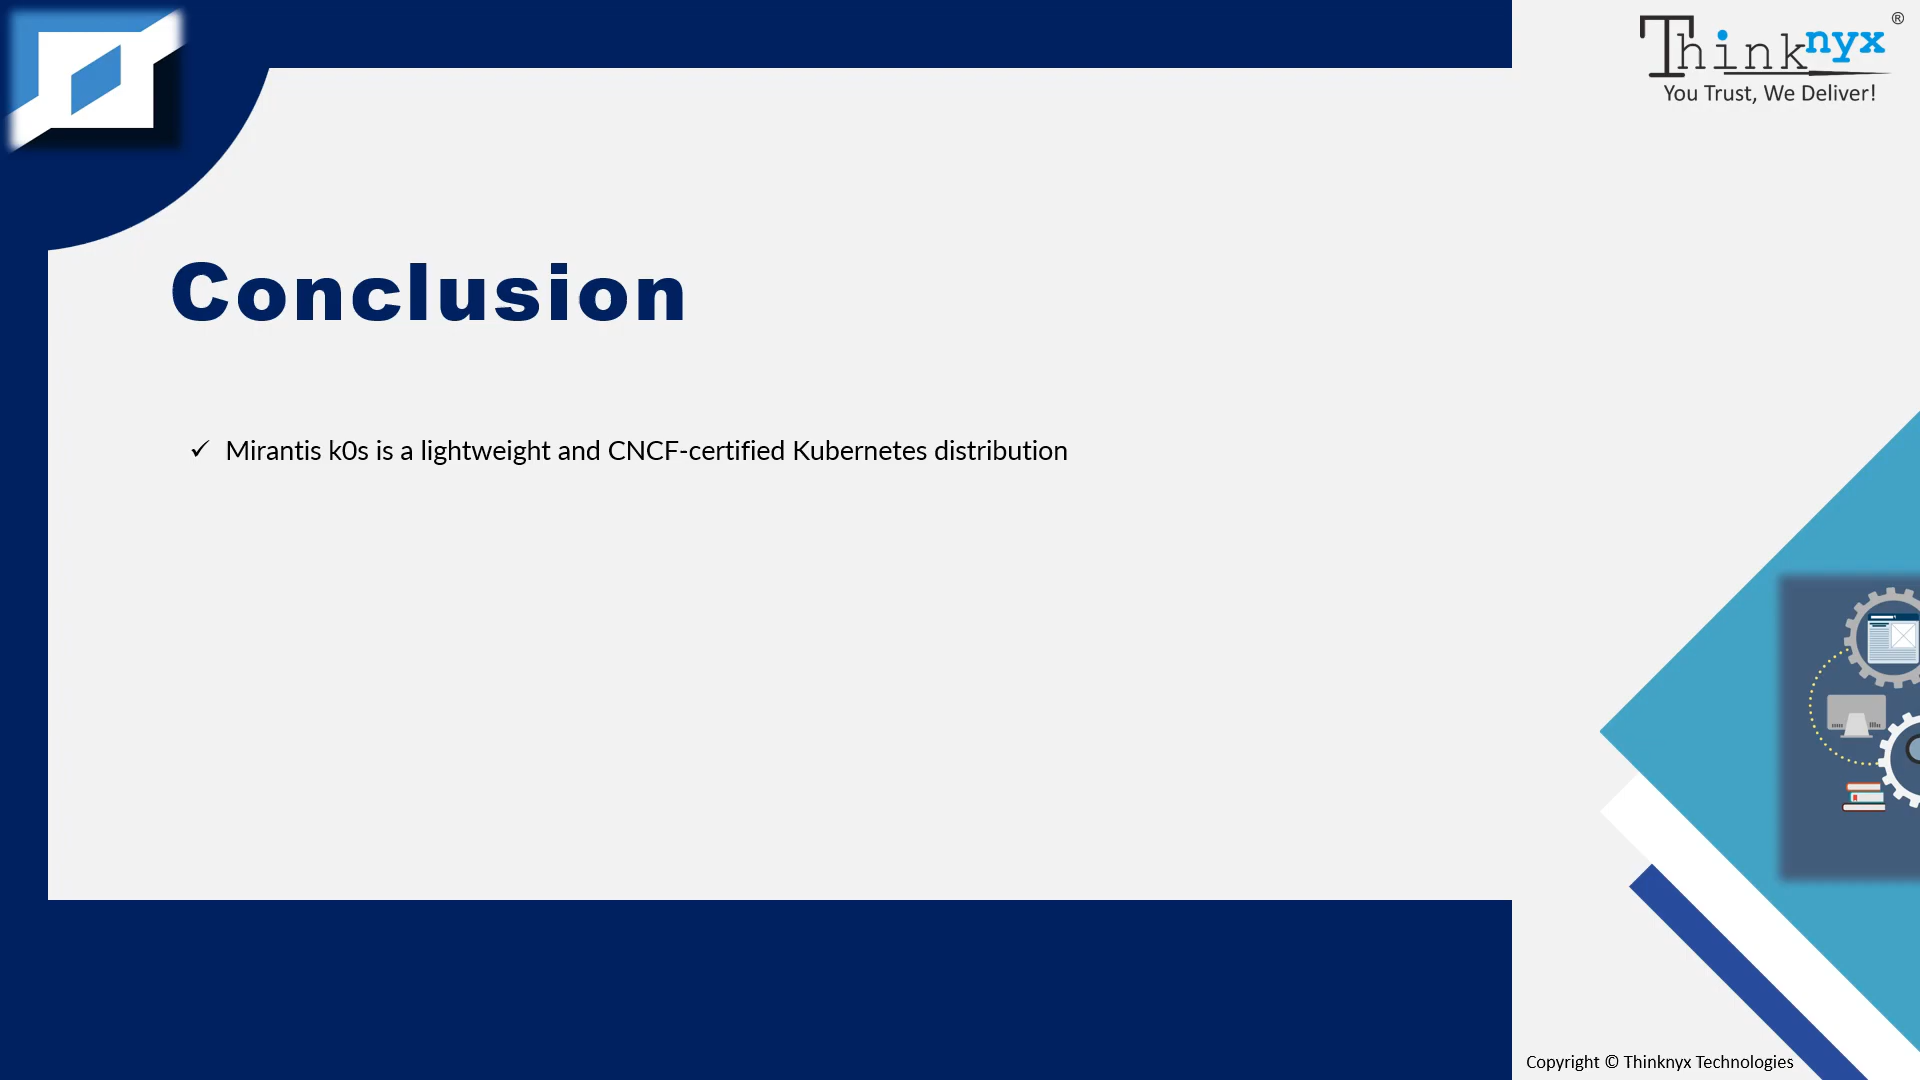 Thinknyx®
You Trust, We Deliver!
Conclusion
✓ Mirantis k0s is a lightweight and CNCF-certified Kubernetes distribution
Copyright © Thinknyx Technologies